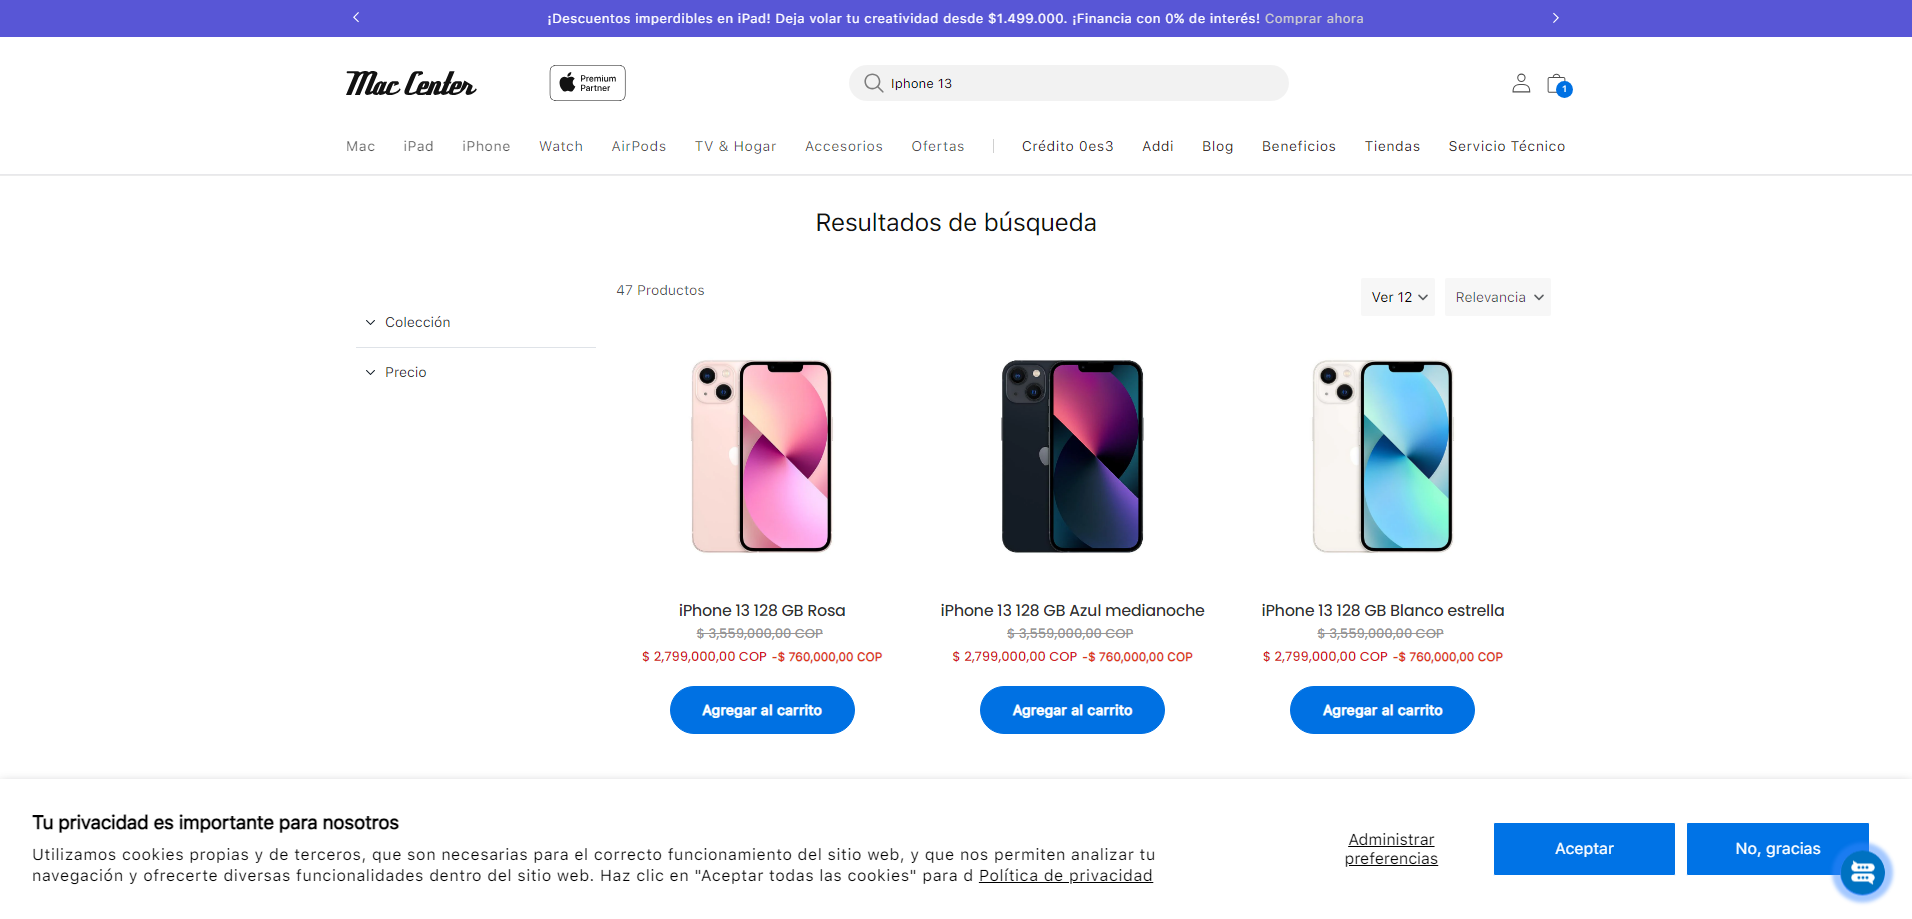 ¡Descuentos imperdibles en iPad! Deja volar tu creatividad desde $1.499.000. ¡Financia con 0% de interés! Comprar ahora
Mac Center
Premium
Partner
Iphone 13
1
Mac iPad iPhone Watch AirPods TV & Hogar Accesorios Ofertas Crédito 0es3 Addi Blog Beneficios Tiendas Servicio Técnico
Resultados de búsqueda
47 Productos
Ver 12
Relevancia
Colección
Precio
iPhone 13 128 GB Rosa
$ 3,559,000,00 COP
$ 2,799,000,00 COP -$ 760,000,00 COP
Agregar al carrito
iPhone 13 128 GB Azul medianoche
$ 3,559,000,00 COP
$ 2,799,000,00 COP -$ 760,000,00 COP
Agregar al carrito
iPhone 13 128 GB Blanco estrella
$ 3,559,000,00 COP
$ 2,799,000,00 COP -$ 760,000,00 COP
Agregar al carrito
Tu privacidad es importante para nosotros
Utilizamos cookies propias y de terceros, que son necesarias para el correcto funcionamiento del sitio web, y que nos permiten analizar tu
navegación y ofrecerte diversas funcionalidades dentro del sitio web. Haz clic en "Aceptar todas las cookies" para d Política de privacidad
Administrar
preferencias
Aceptar
No, gracias